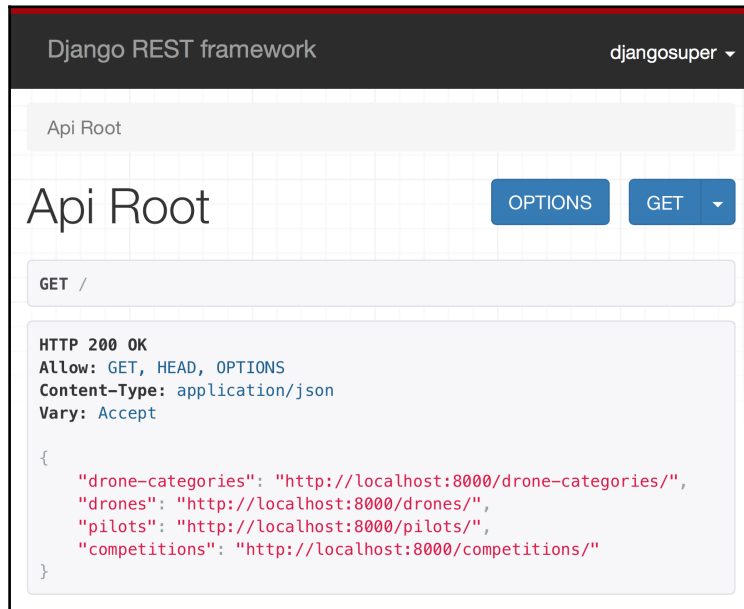 Django REST framework
djangosuper
Api Root
Api Root
OPTIONS
GET
GET /
HTTP 200 OK
Allow: GET, HEAD, OPTIONS
Content-Type: application/json
Vary: Accept
{
    "drone-categories": "http://localhost:8000/drone-categories/",
    "drones": "http://localhost:8000/drones/",
    "pilots": "http://localhost:8000/pilots/",
    "competitions": "http://localhost:8000/competitions/"
}